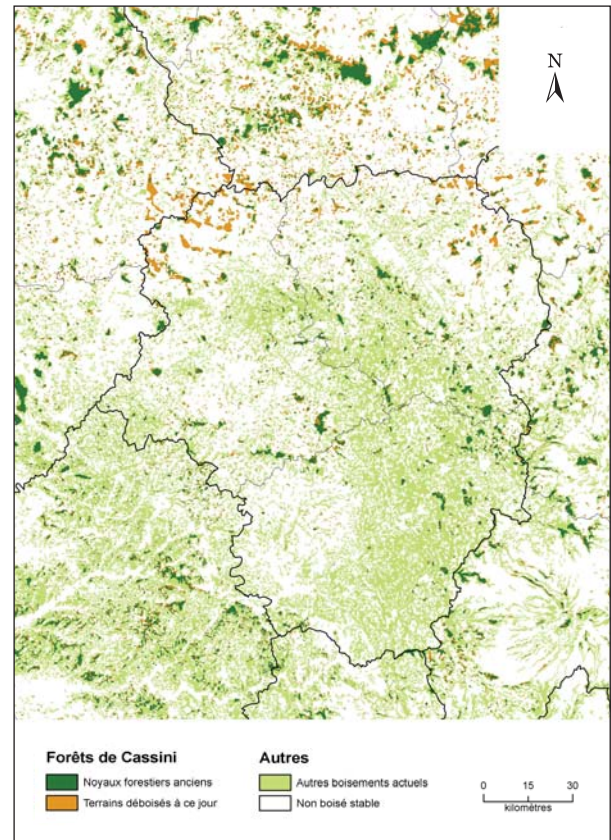 N
Forêts de Cassini
Noyaux forestiers anciens
Terrains déboisés à ce jour
Autres
Autres boisements actuels
Non boisé stable
0 15 30
kilomètres